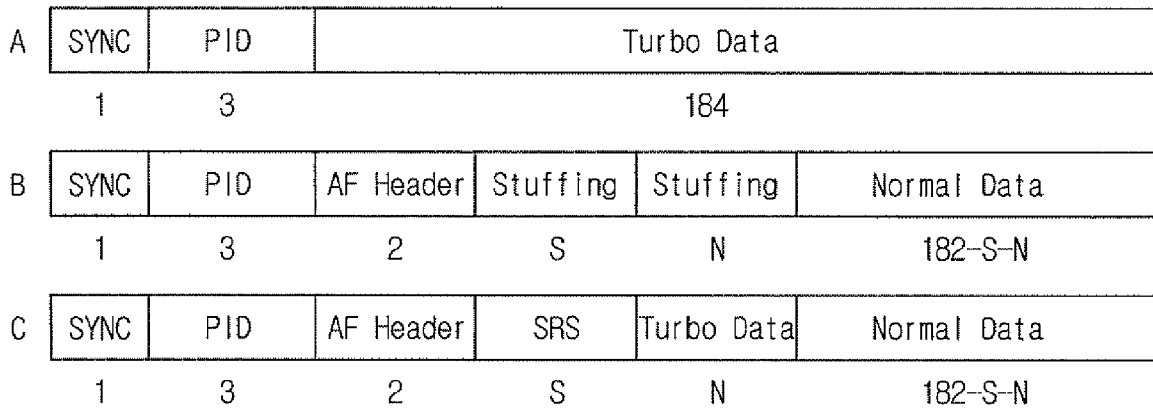 A SYNC PID Turbo Data
1 3 184
B SYNC PID AF Header Stuffing Stuffing Normal Data
1 3 2 S N 182-S-N
C SYNC PID AF Header SRS Turbo Data Normal Data
1 3 2 S N 182-S-N